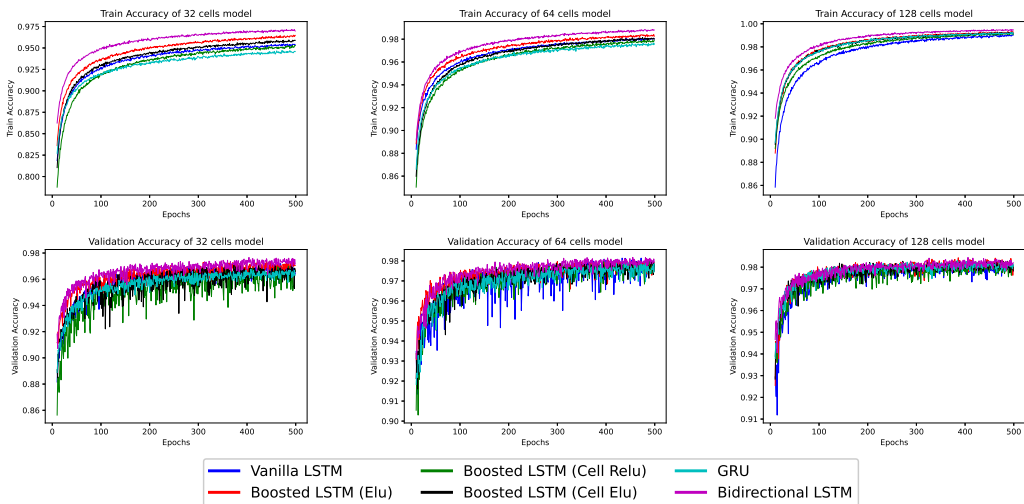 Train Accuracy of 32 cells model
Train Accuracy
0.975
0.950
0.925
0.900
0.875
0.850
0.825
0.800
0 100 200 300 400 500
Epochs
Train Accuracy of 64 cells model
Train Accuracy
0.98
0.96
0.94
0.92
0.90
0.88
0.86
0 100 200 300 400 500
Epochs
Train Accuracy of 128 cells model
Train Accuracy
1.00
0.98
0.96
0.94
0.92
0.90
0.88
0.86
0 100 200 300 400 500
Epochs
Validation Accuracy of 32 cells model
Validation Accuracy
0.98
0.96
0.94
0.92
0.90
0.88
0.86
0 100 200 300 400 500
Epochs
Validation Accuracy of 64 cells model
Validation Accuracy
0.98
0.97
0.96
0.95
0.94
0.93
0.92
0.91
0.90
0 100 200 300 400 500
Epochs
Validation Accuracy of 128 cells model
Validation Accuracy
0.98
0.97
0.96
0.95
0.94
0.93
0.92
0.91
0 100 200 300 400 500
Epochs
Vanilla LSTM
Boosted LSTM (Elu)
Boosted LSTM (Cell Relu)
Boosted LSTM (Cell Elu)
GRU
Bidirectional LSTM